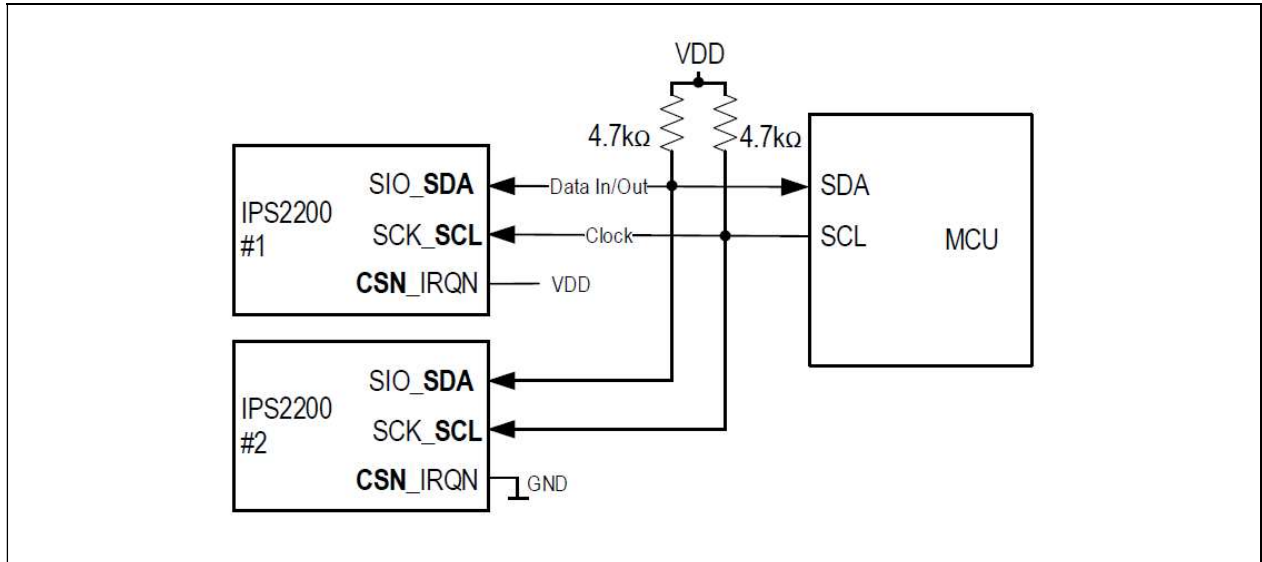 VDD
4.7kΩ
4.7kΩ
IPS2200
#1
SIO_SDA
SCK_SCL
CSN_IRQN
Data In/Out
Clock
VDD
SDA
SCL
MCU
IPS2200
#2
SIO_SDA
SCK_SCL
CSN_IRQN
GND